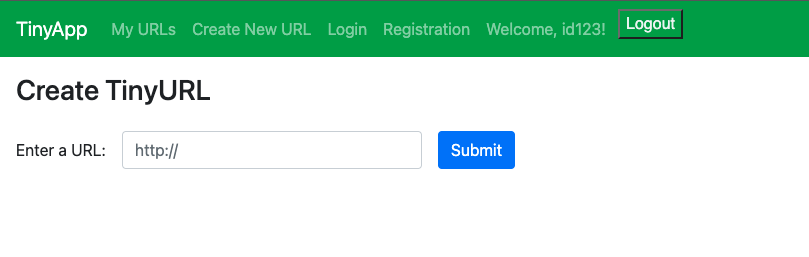 TinyApp My URLs Create New URL Login Registration Welcome, id123! Logout
Create TinyURL
Enter a URL: http:// Submit